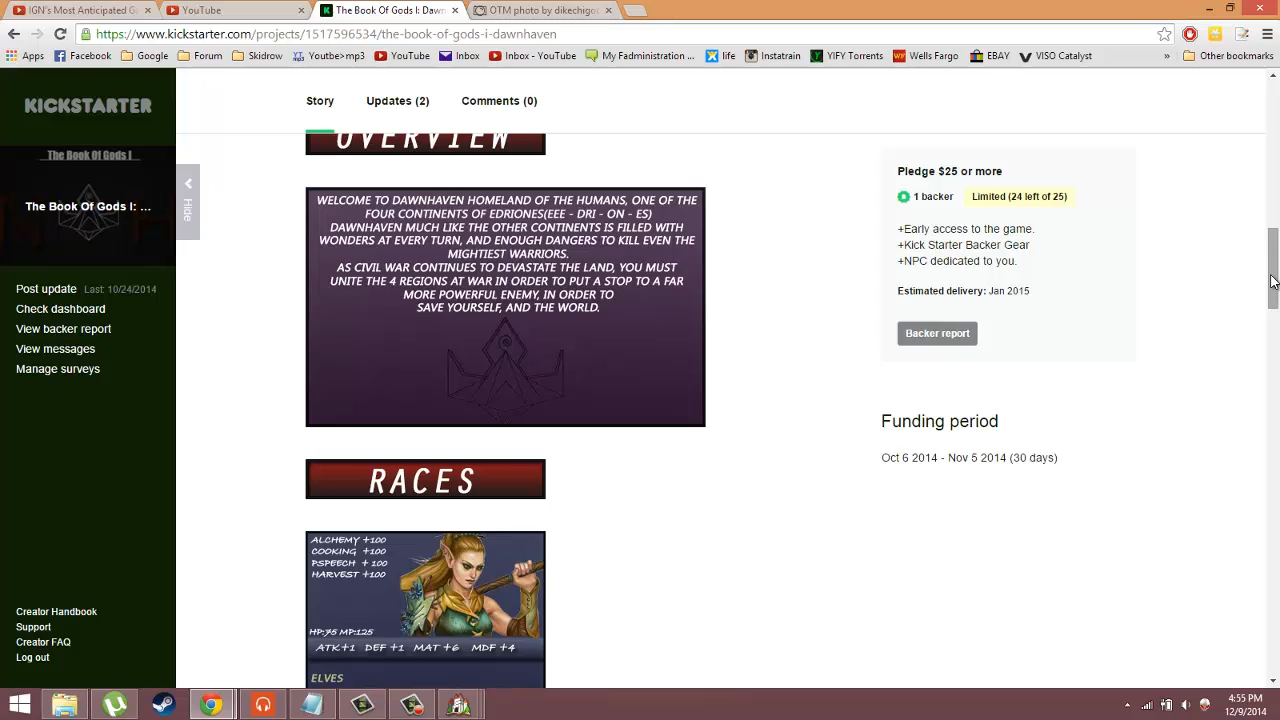 IGN's Most Anticipated Ga
YouTube
The Book Of Gods I: Dawn
OTM photo by dikechigoc
https://www.kickstarter.com/projects/1517596534/the-book-of-gods-i-dawnhaven
Apps Facebook Google Forum Skidrow Youtbe>mp3 YouTube Inbox Inbox - YouTube My Fadministration ... life Instatrain YIFY Torrents Wells Fargo EBAY VISO Catalyst » Other bookmarks
KICKSTARTER
The Book Of Gods I
The Book Of Gods I: ...
Hide
Post update Last: 10/24/2014
Check dashboard
View backer report
View messages
Manage surveys
Creator Handbook
Support
Creator FAQ
Log out
Story Updates (2) Comments (0)
OVERVIEW
WELCOME TO DAWNHAVEN HOMELAND OF THE HUMANS, ONE OF THE
FOUR CONTINENTS OF EDRIONES(EEE - DRI - ON - ES)
DAWNHAVEN MUCH LIKE THE OTHER CONTINENTS IS FILLED WITH
WONDERS AT EVERY TURN, AND ENOUGH DANGERS TO KILL EVEN THE
MIGHTIEST WARRIORS.
AS CIVIL WAR CONTINUES TO DEVASTATE THE LAND, YOU MUST
UNITE THE 4 REGIONS AT WAR IN ORDER TO PUT A STOP TO A FAR
MORE POWERFUL ENEMY, IN ORDER TO
SAVE YOURSELF, AND THE WORLD.
RACES
ALCHEMY +100
COOKING +100
PSPEECH + 100
HARVEST +100
HP:75 MP:125
ATK+1 DEF +1 MAT +6 MDF +4
ELVES
Pledge $25 or more
1 backer Limited (24 left of 25)
+Early access to the game.
+Kick Starter Backer Gear
+NPC dedicated to you.
Estimated delivery: Jan 2015
Backer report
Funding period
Oct 6 2014 - Nov 5 2014 (30 days)
4:55 PM
12/9/2014